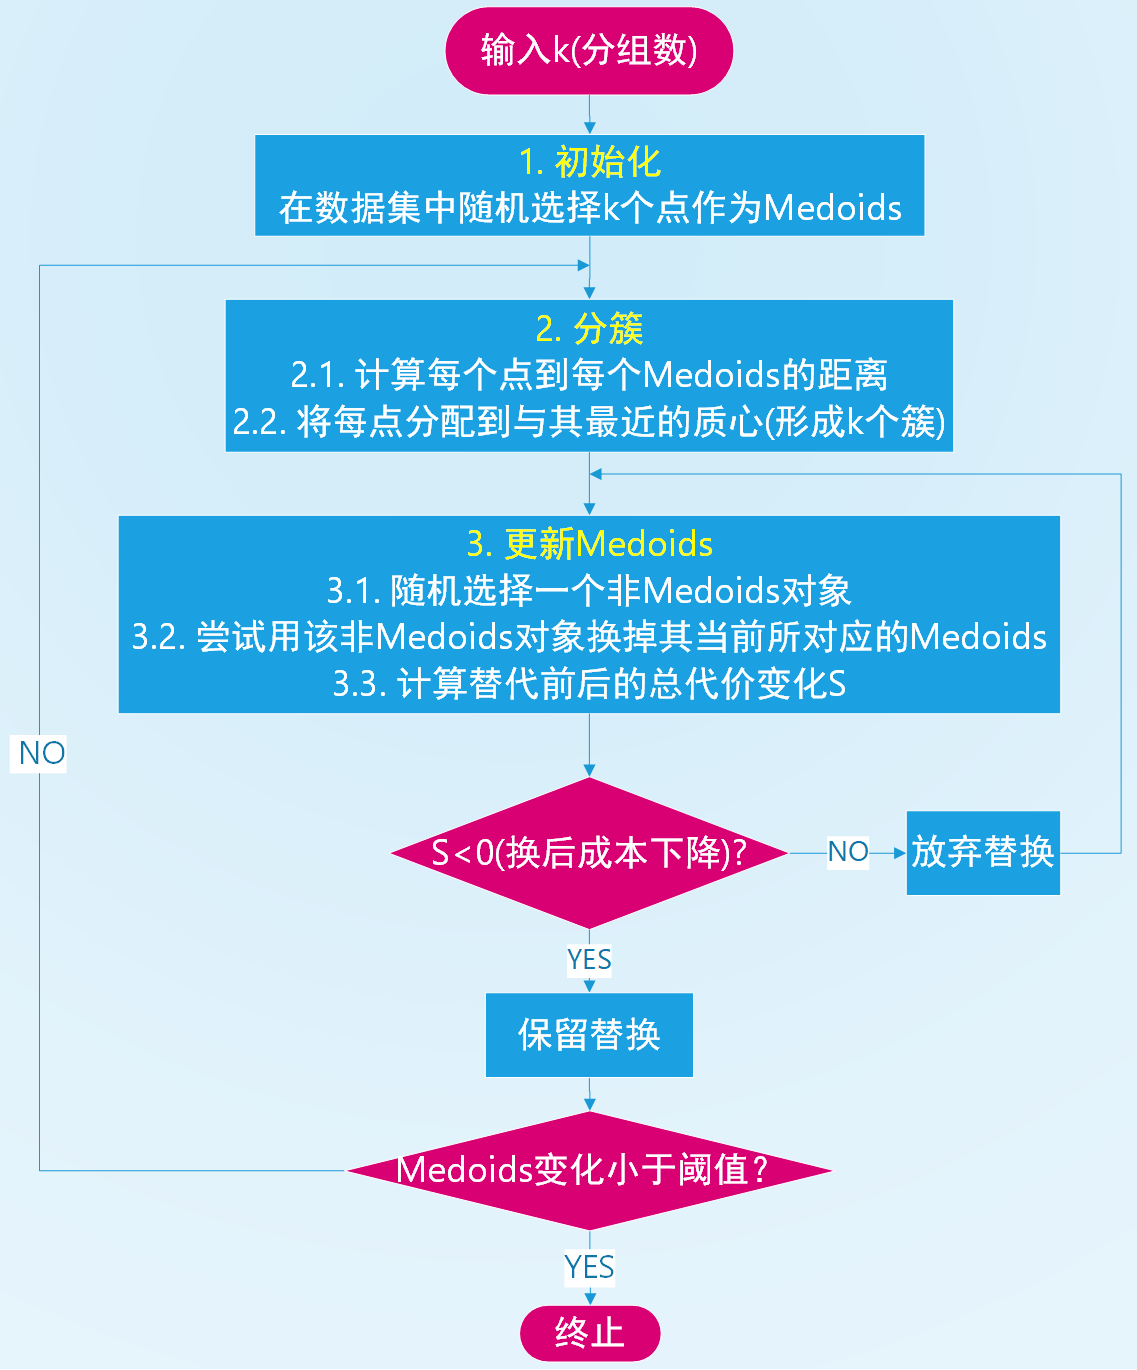 输入k(分组数)
1. 初始化
在数据集中随机选择k个点作为Medoids
2. 分簇
2.1. 计算每个点到每个Medoids的距离
2.2. 将每点分配到与其最近的质心(形成k个簇)
3. 更新Medoids
3.1. 随机选择一个非Medoids对象
3.2. 尝试用该非Medoids对象换掉其当前所对应的Medoids
3.3. 计算替代前后的总代价变化S
NO
S<0(换后成本下降)?
NO
放弃替换
YES
保留替换
Medoids变化小于阈值?
YES
终止